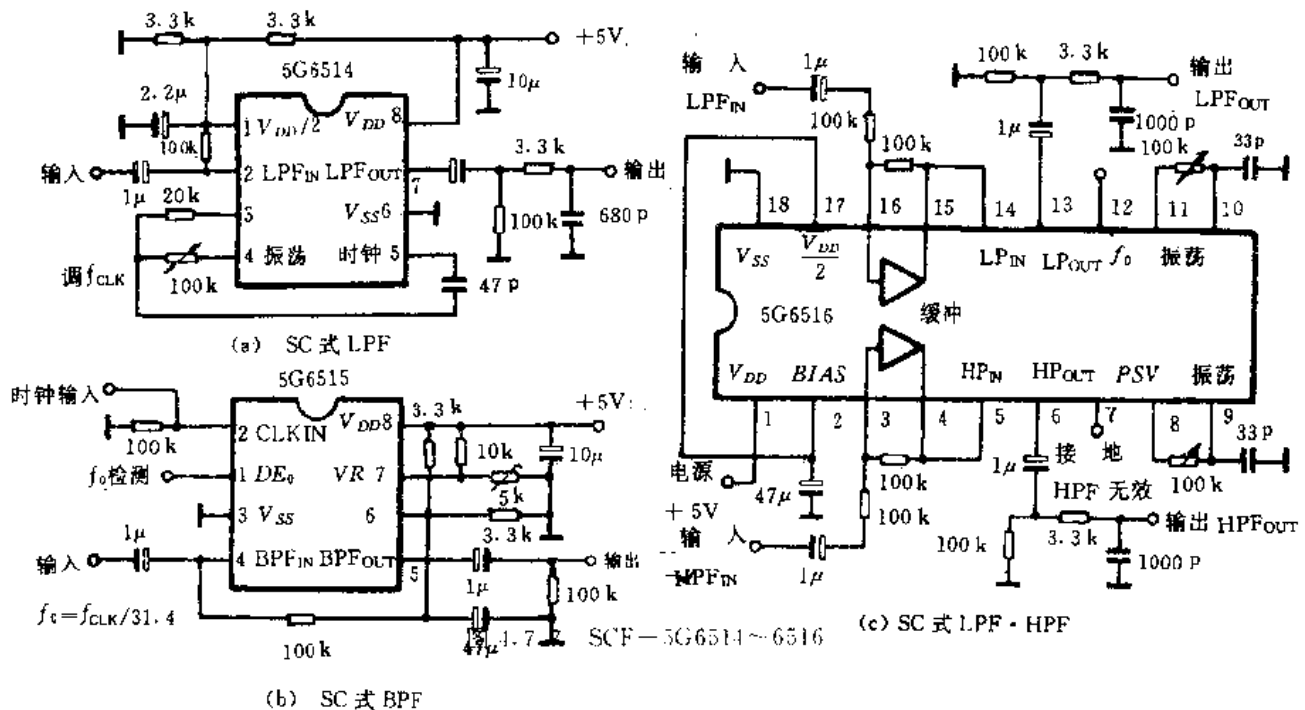 3.3k
3.3k
+5V
5G6514
10μ
2.2μ
1 V_DD/2 V_DD 8
100k
输入
1μ
2 LPF_IN LPF_OUT 7
3.3k
输出
20k
3
V_SS 6
100k
680p
4 振荡 时钟 5
调f_CLK
100k
47p
(a) SC式LPF
5G6515
时钟输入
100k
2 CLKIN V_DD 8
3.3k
+5V
10k
10μ
f₀检测
1 DE₀ VR 7
5k
3 V_SS 6
3.3k
1μ
输入
4 BPF_IN BPF_OUT 5
1μ
输出
100k
f₀=f_CLK/31.4
100k
47μ
4.7
SCF-5G6514~6516
(b) SC式BPF
输入
LPF_IN
1μ
100k
100k
100k
3.3k
输出
LPF_OUT
1μ
1000p
100k
33p
18 17 16 15 14 13 12 11 10
V_SS V_DD/2 LP_IN LP_OUT f₀ 振荡
5G6516
缓冲
V_DD BIAS HP_IN HP_OUT PSV 振荡
1 2 3 4 5 6 7 8 9
电源
+5V
47μ
100k
1μ
接地
HPF无效
100k
33p
输入
HPF_IN
1μ
100k
100k
3.3k
输出 HPF_OUT
1000p
(c) SC式LPF·HPF